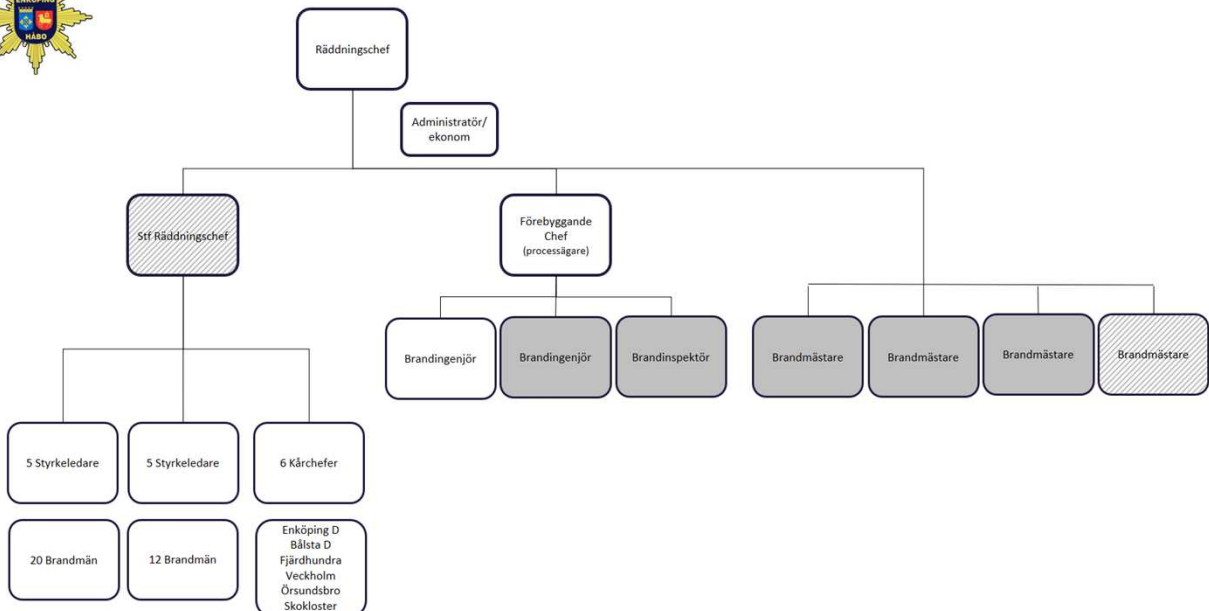 ENKÖPING
HÅBO
Räddningschef
Administratör/
ekonom
Stf Räddningschef
Förebyggande
Chef
(processägare)
Brandingenjör
Brandingenjör
Brandinspektör
Brandmästare
Brandmästare
Brandmästare
Brandmästare
5 Styrkeledare
5 Styrkeledare
6 Kårchefer
20 Brandmän
12 Brandmän
Enköping D
Bålsta D
Fjärdhundra
Veckholm
Örsundsbro
Skokloster